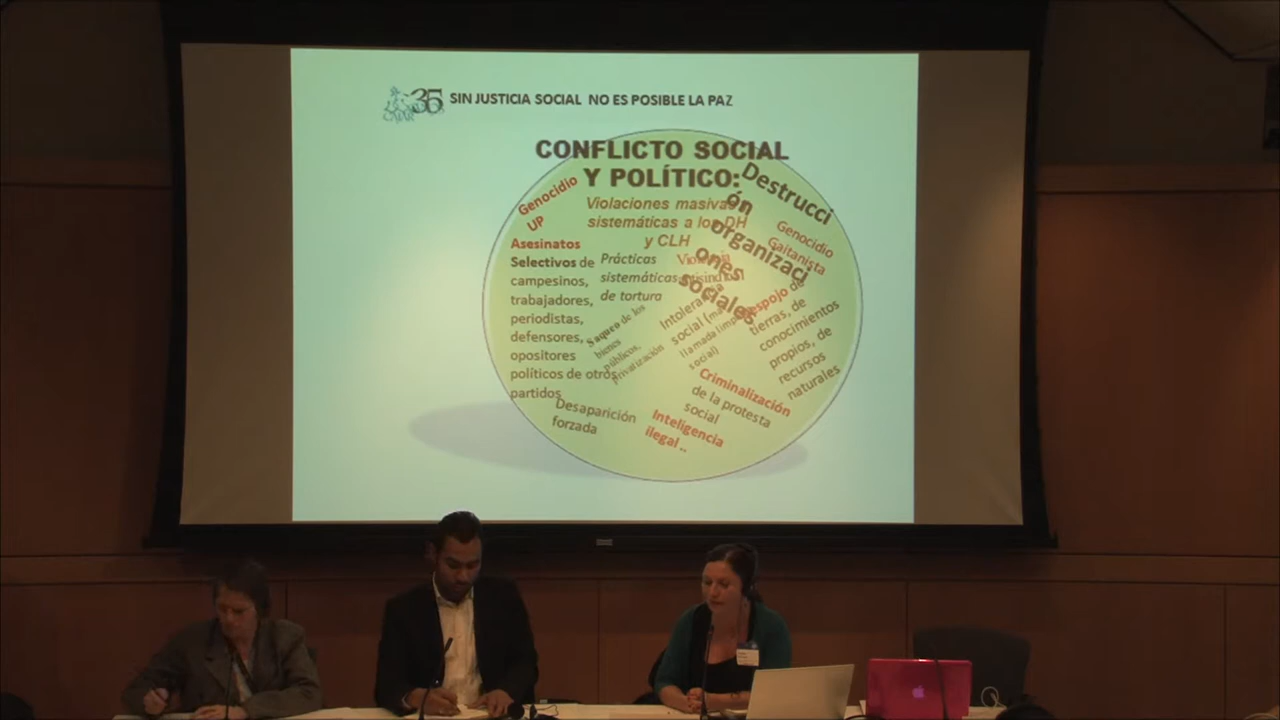 35 SIN JUSTICIA SOCIAL NO ES POSIBLE LA PAZ
CONFLICTO SOCIAL
Y POLÍTICO:
Genocidio
UP
Violaciones masivas
sistemáticas a los DH
y CLH
Asesinatos
Selectivos de
campesinos,
trabajadores,
periodistas,
defensores,
opositores
políticos de otros
partidos
Prácticas
sistemáticas
de tortura
Destrucci
ón
organizaci
ones
sociales
Genocidio
Gaitanista
Saqueo de los
bienes
públicos,
Privatización
Intolerancia
social
llamada
social)
Despojo de
tierras, de
conocimientos
propios, de
recursos
naturales
Criminalización
de la protesta
social
Desaparición
forzada
Inteligencia
ilegal ..